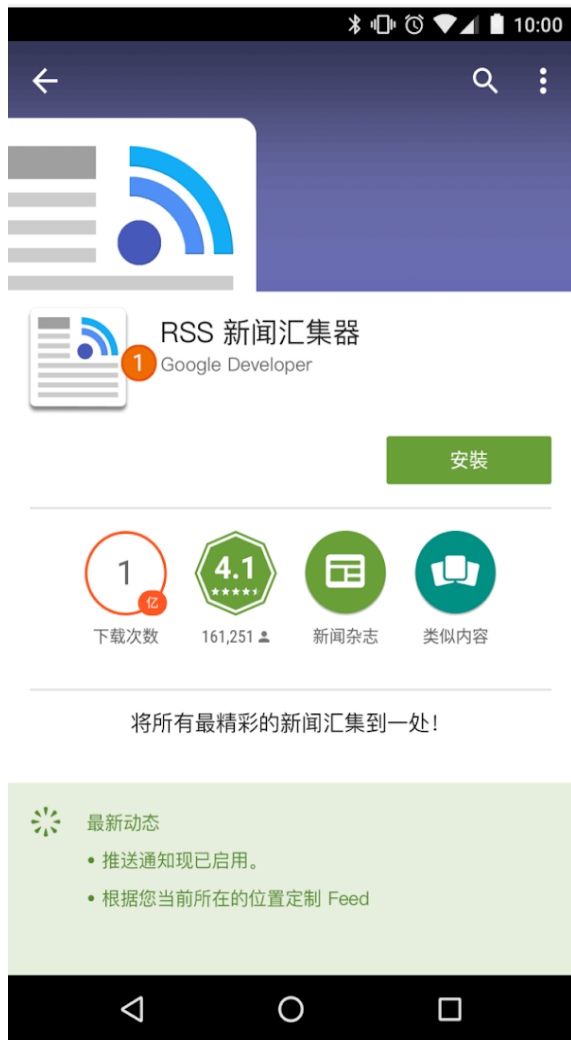 10:00
RSS 新闻汇集器
1
Google Developer
安裝
1
亿
4.1
下载次数
161,251
新闻杂志
类似内容
将所有最精彩的新闻汇集到一处!
最新动态
• 推送通知现已启用。
• 根据您当前所在的位置定制 Feed